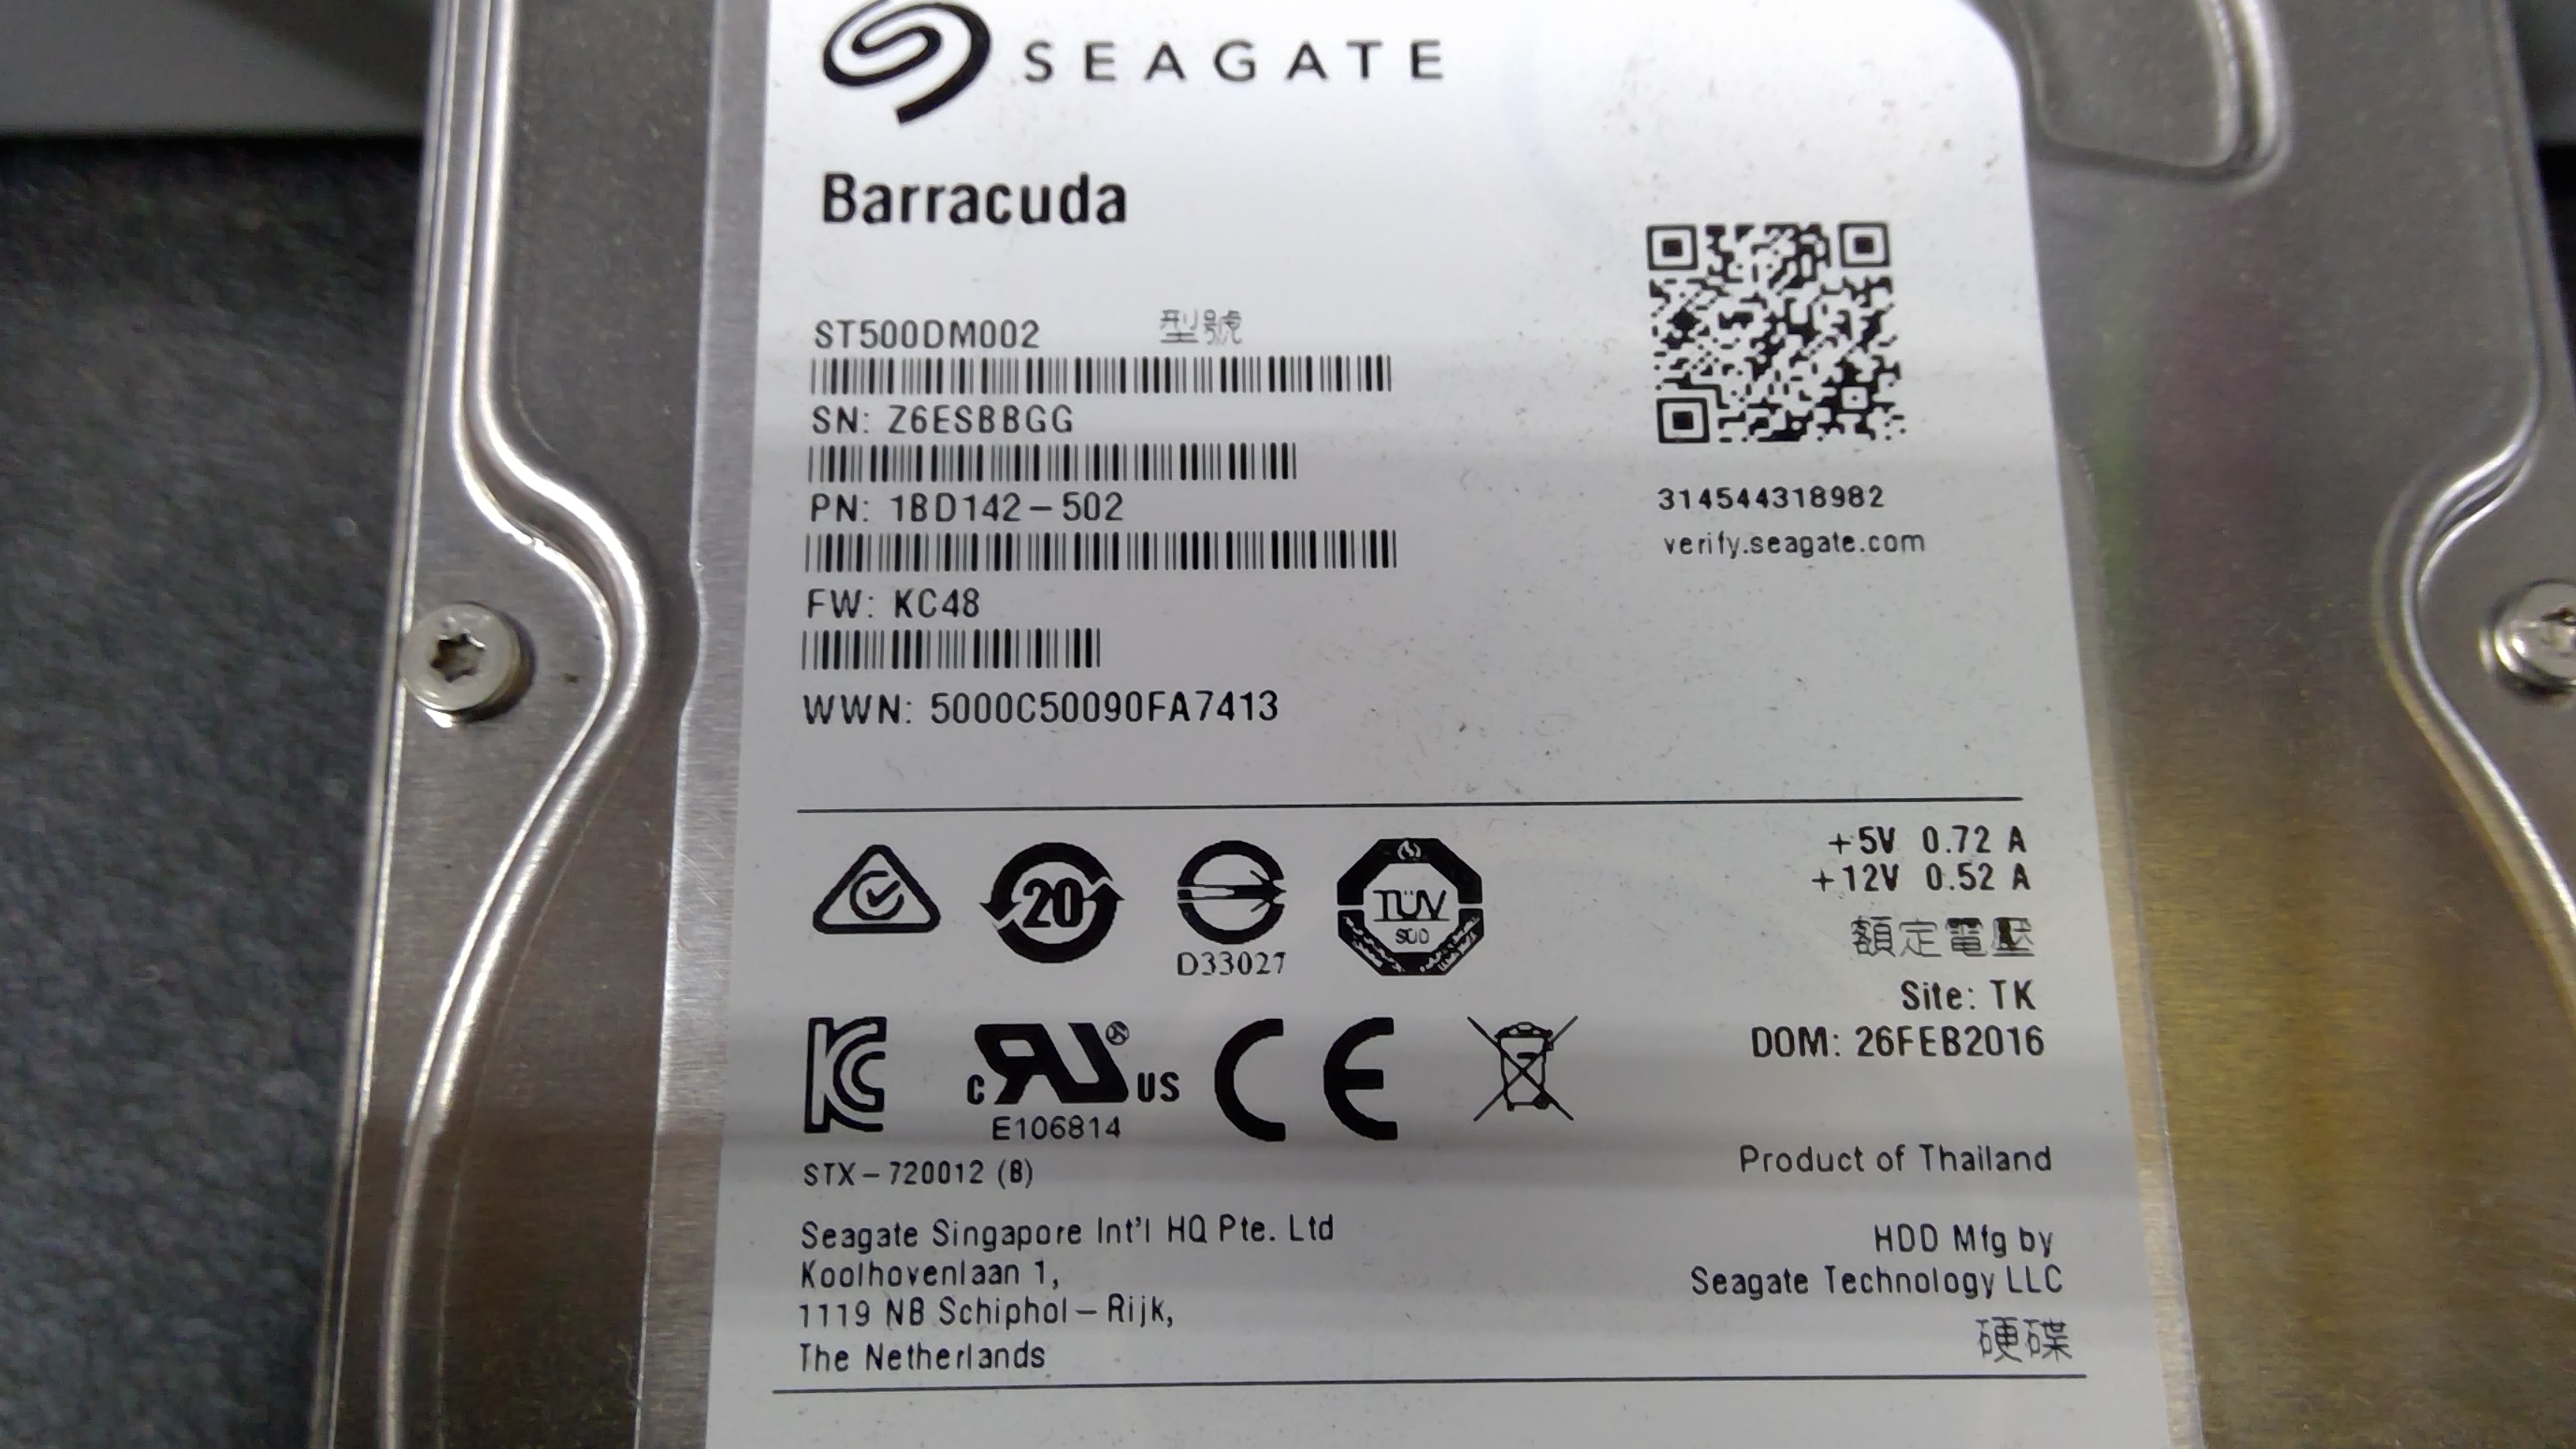 SEAGATE
Barracuda
ST500DM002 型號
SN: Z6ESBBGG
PN: 1BD142-502
FW: KC48
WWN: 5000C50090FA7413
314544318982
verify.seagate.com
+5V 0.72 A
+12V 0.52 A
額定電壓
Site: TK
DOM: 26FEB2016
20
D33027
TÜV
SÜD
c RU US
E106814
CE
STX-720012 (B)
Product of Thailand
Seagate Singapore Int'l HQ Pte. Ltd
Koolhovenlaan 1,
1119 NB Schiphol-Rijk,
The Netherlands
HDD Mfg by
Seagate Technology LLC
硬碟